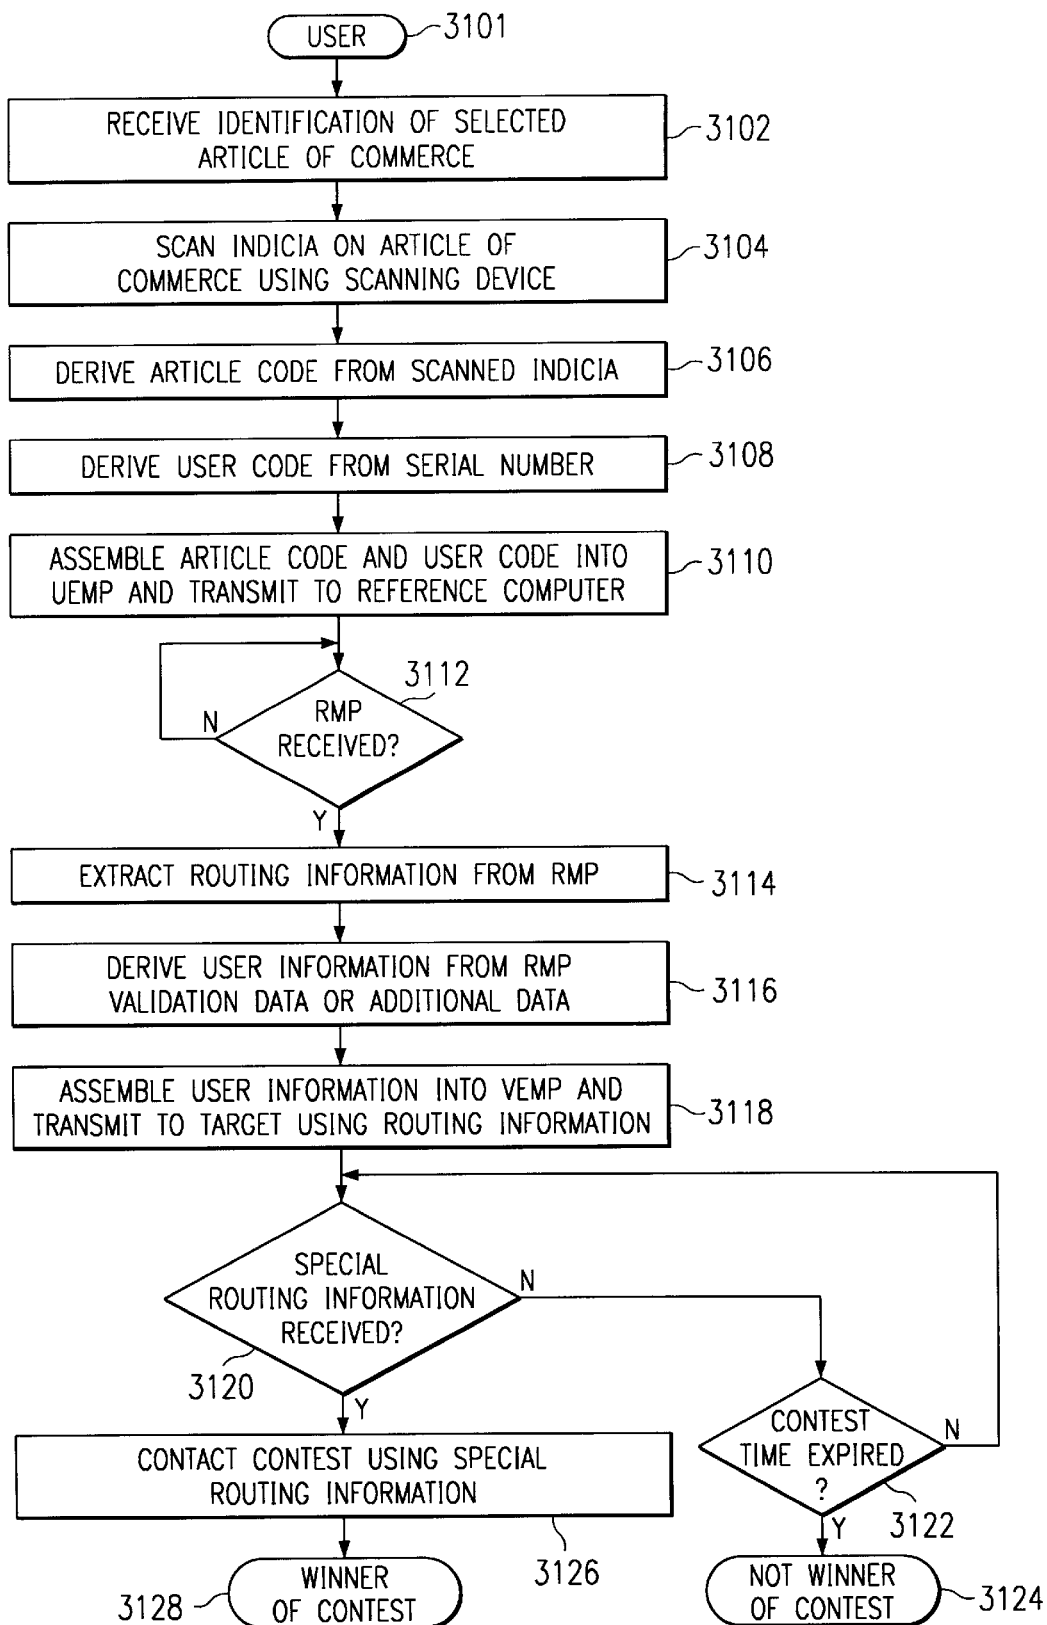 USER
3101
RECEIVE IDENTIFICATION OF SELECTED
ARTICLE OF COMMERCE
3102
SCAN INDICIA ON ARTICLE OF
COMMERCE USING SCANNING DEVICE
3104
DERIVE ARTICLE CODE FROM SCANNED INDICIA
3106
DERIVE USER CODE FROM SERIAL NUMBER
3108
ASSEMBLE ARTICLE CODE AND USER CODE INTO
UEMP AND TRANSMIT TO REFERENCE COMPUTER
3110
3112
RMP
RECEIVED?
N
Y
EXTRACT ROUTING INFORMATION FROM RMP
3114
DERIVE USER INFORMATION FROM RMP
VALIDATION DATA OR ADDITIONAL DATA
3116
ASSEMBLE USER INFORMATION INTO VEMP AND
TRANSMIT TO TARGET USING ROUTING INFORMATION
3118
SPECIAL
ROUTING INFORMATION
RECEIVED?
N
3120
Y
CONTEST
TIME EXPIRED
?
N
3122
Y
CONTACT CONTEST USING SPECIAL
ROUTING INFORMATION
3126
WINNER
OF CONTEST
3128
NOT WINNER
OF CONTEST
3124